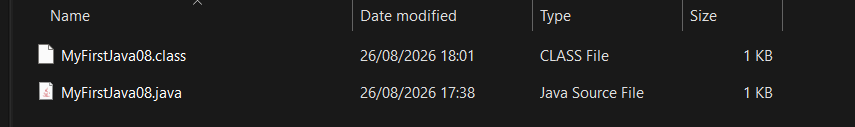 Name Date modified Type Size
MyFirstJava08.class 26/08/2026 18:01 CLASS File 1 KB
MyFirstJava08.java 26/08/2026 17:38 Java Source File 1 KB